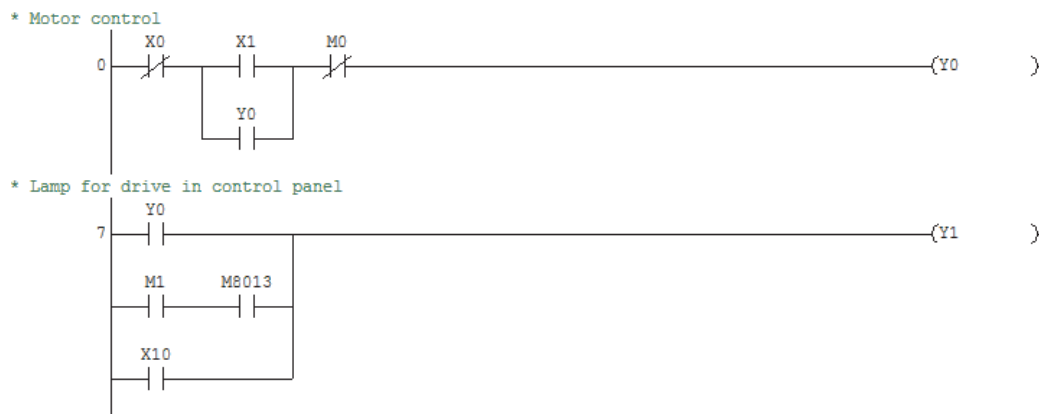 * Motor control
X0 X1 M0
0 (Y0 )
Y0
* Lamp for drive in control panel
Y0
7 (Y1 )
M1 M8013
X10